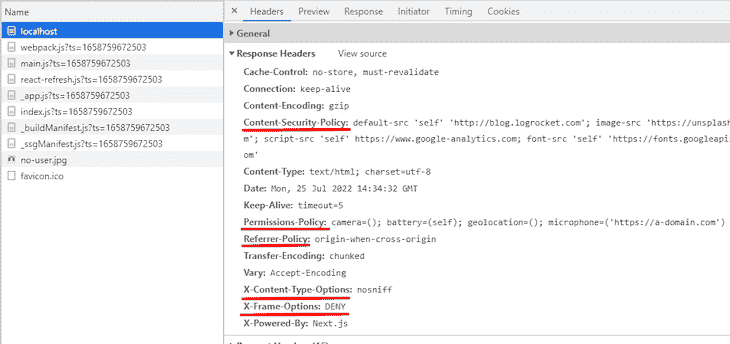 Name
localhost
webpack.js?ts=1658759672503
main.js?ts=1658759672503
react-refresh.js?ts=1658759672503
_app.js?ts=1658759672503
index.js?ts=1658759672503
_buildManifest.js?ts=1658759672503
_ssgManifest.js?ts=1658759672503
no-user.jpg
favicon.ico
Headers Preview Response Initiator Timing Cookies
General
Response Headers View source
Cache-Control: no-store, must-revalidate
Connection: keep-alive
Content-Encoding: gzip
Content-Security-Policy: default-src 'self' 'http://blog.logrocket.com'; image-src 'https://unsplash
m'; script-src 'self' https://www.google-analytics.com; font-src 'self' 'https://fonts.googleapis
om'
Content-Type: text/html; charset=utf-8
Date: Mon, 25 Jul 2022 14:34:32 GMT
Keep-Alive: timeout=5
Permissions-Policy: camera=(); battery=(self); geolocation=(); microphone=('https://a-domain.com')
Referrer-Policy: origin-when-cross-origin
Transfer-Encoding: chunked
Vary: Accept-Encoding
X-Content-Type-Options: nosniff
X-Frame-Options: DENY
X-Powered-By: Next.js